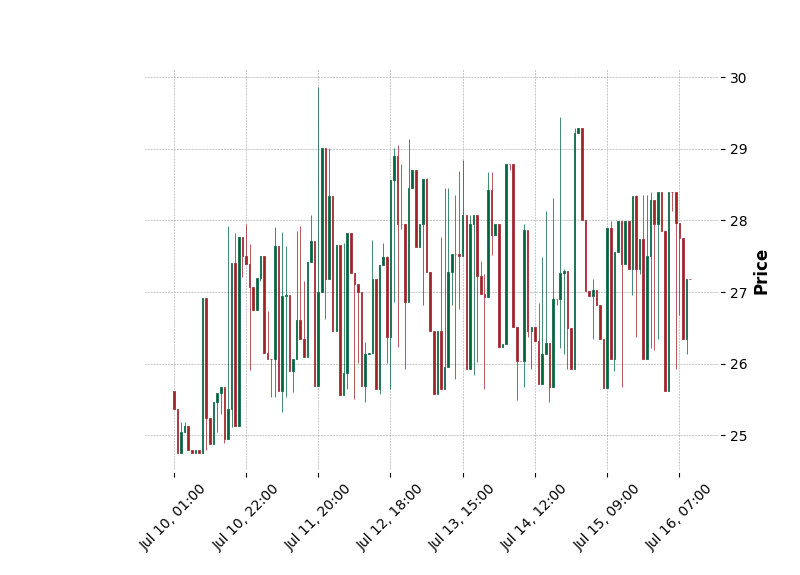 30
29
28
27
26
25
Price
Jul 10, 01:00
Jul 10, 22:00
Jul 11, 20:00
Jul 12, 18:00
Jul 13, 15:00
Jul 14, 12:00
Jul 15, 09:00
Jul 16, 07:00